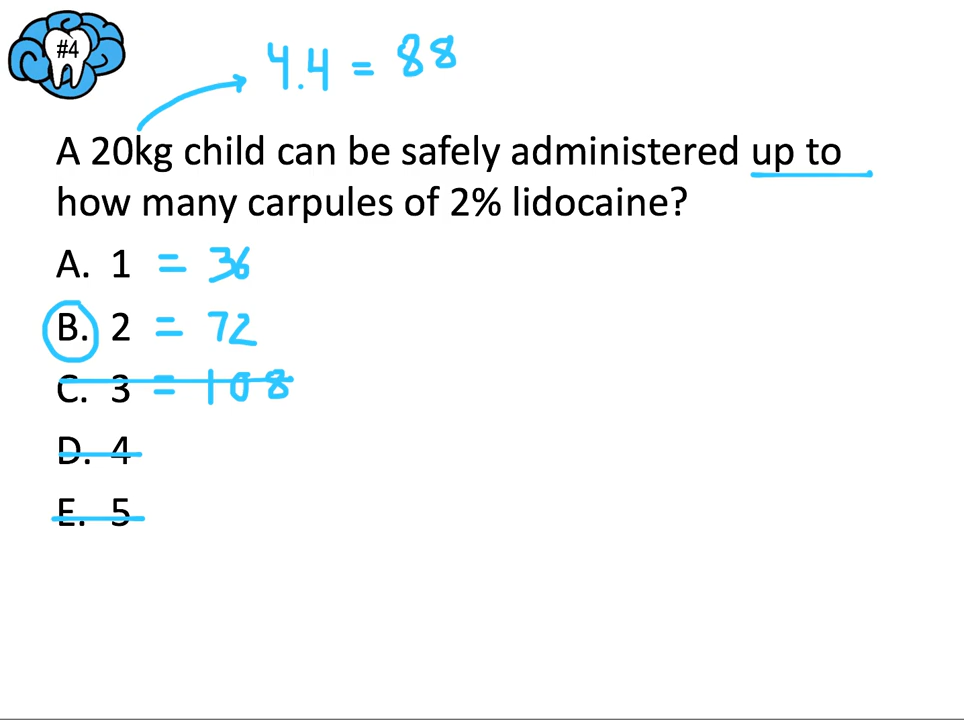 #4
4.4 = 88
A 20kg child can be safely administered up to
how many carpules of 2% lidocaine?
A. 1 = 36
B. 2 = 72
C. 3 = 108
D. 4
E. 5